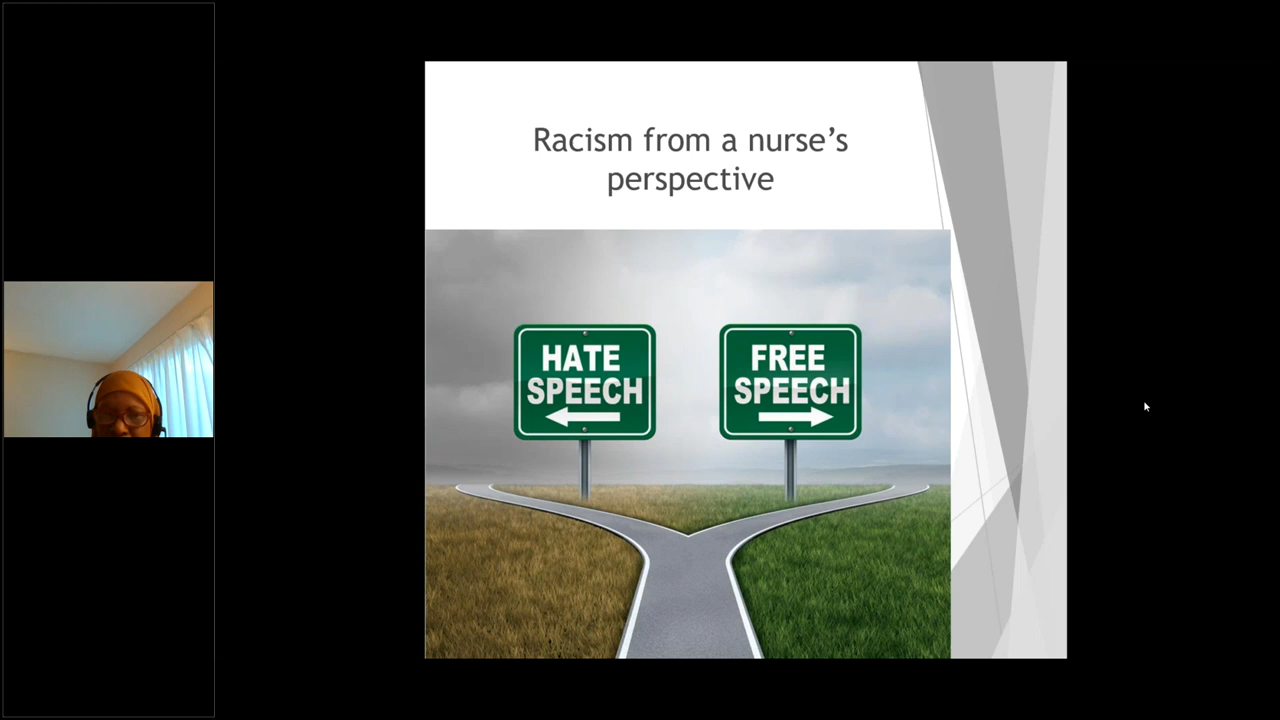 Racism from a nurse’s
perspective
HATE
SPEECH
FREE
SPEECH